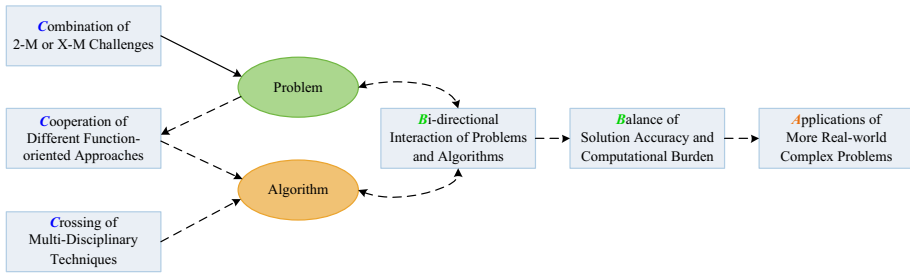 Combination of
2-M or X-M Challenges
Problem
Cooperation of
Different Function-
oriented Approaches
Bi-directional
Interaction of Problems
and Algorithms
Balance of
Solution Accuracy and
Computational Burden
Applications of
More Real-world
Complex Problems
Algorithm
Crossing of
Multi-Disciplinary
Techniques